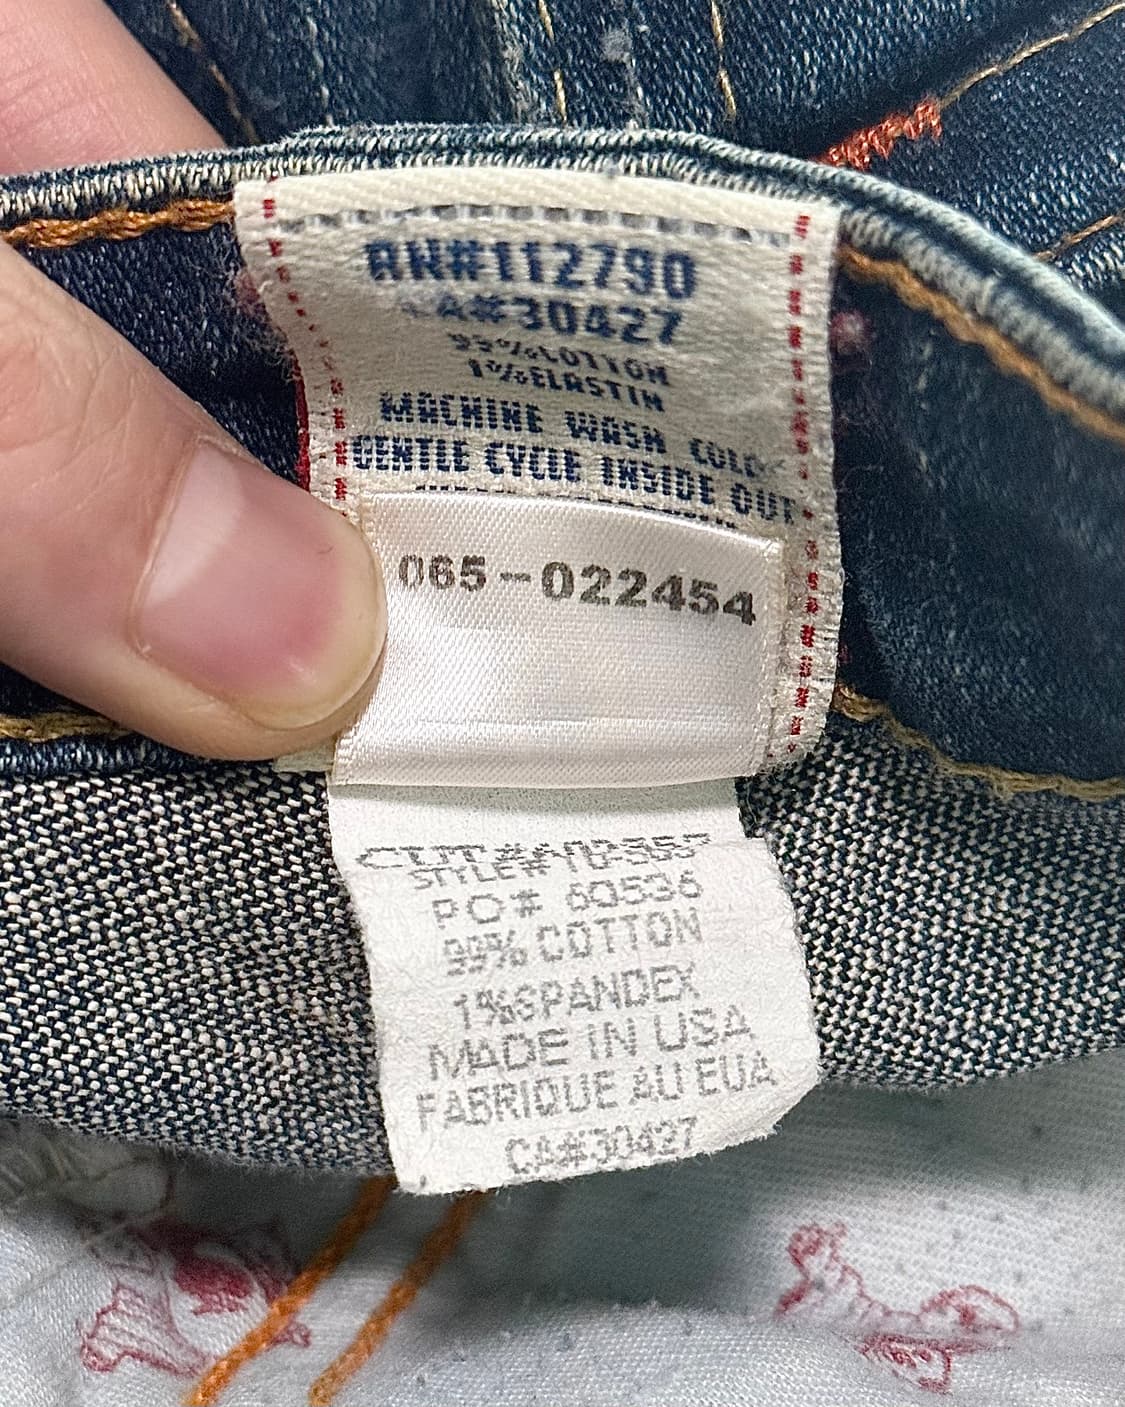 RN#112790
CA#30427
99%COTTON
1%ELASTIN
MACHINE WASH COLD
GENTLE CYCLE INSIDE OUT
065-022454
CUT#
STYLE#
PO# 60536
99% COTTON
1%SPANDEX
MADE IN USA
FABRIQUE AU EUA
CA#30427